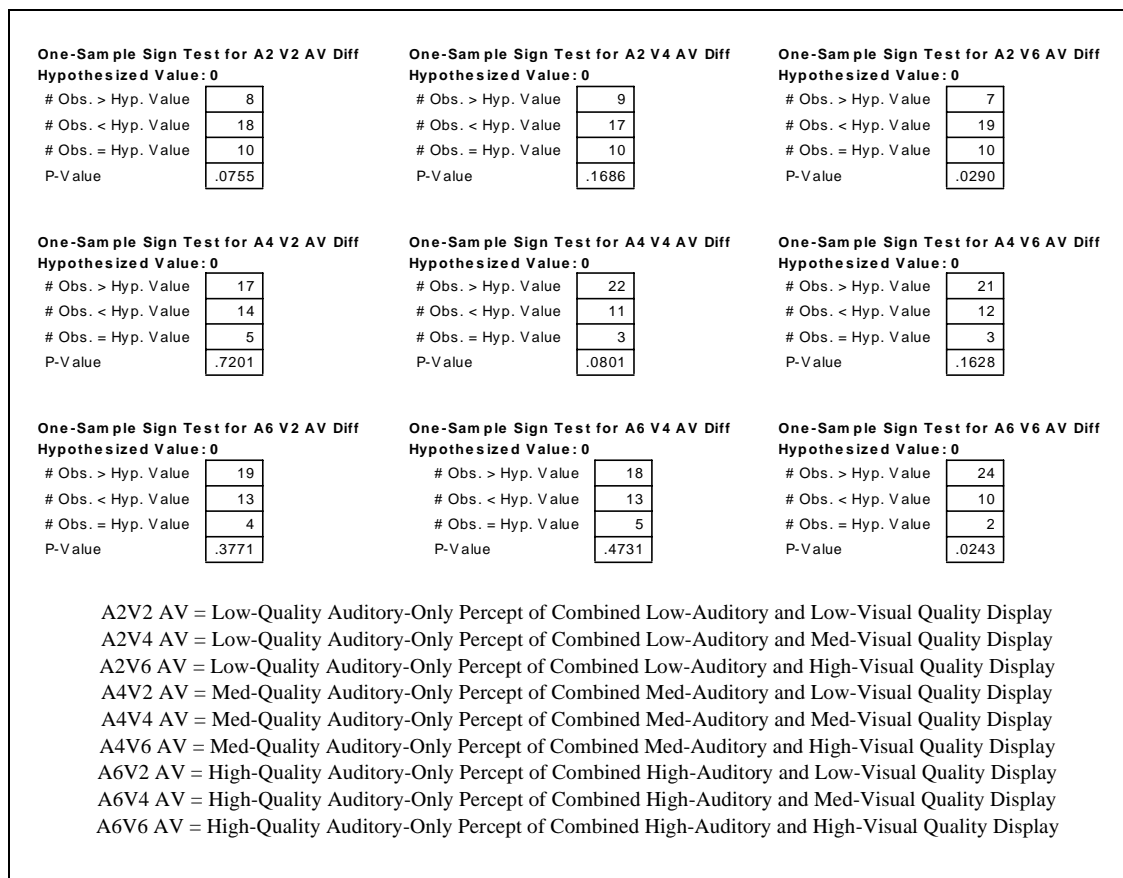 One-Sample Sign Test for A2 V2 AV Diff
Hypothesized Value: 0
# Obs. > Hyp. Value 8
# Obs. < Hyp. Value 18
# Obs. = Hyp. Value 10
P-Value .0755
One-Sample Sign Test for A2 V4 AV Diff
Hypothesized Value: 0
# Obs. > Hyp. Value 9
# Obs. < Hyp. Value 17
# Obs. = Hyp. Value 10
P-Value .1686
One-Sample Sign Test for A2 V6 AV Diff
Hypothesized Value: 0
# Obs. > Hyp. Value 7
# Obs. < Hyp. Value 19
# Obs. = Hyp. Value 10
P-Value .0290
One-Sample Sign Test for A4 V2 AV Diff
Hypothesized Value: 0
# Obs. > Hyp. Value 17
# Obs. < Hyp. Value 14
# Obs. = Hyp. Value 5
P-Value .7201
One-Sample Sign Test for A4 V4 AV Diff
Hypothesized Value: 0
# Obs. > Hyp. Value 22
# Obs. < Hyp. Value 11
# Obs. = Hyp. Value 3
P-Value .0801
One-Sample Sign Test for A4 V6 AV Diff
Hypothesized Value: 0
# Obs. > Hyp. Value 21
# Obs. < Hyp. Value 12
# Obs. = Hyp. Value 3
P-Value .1628
One-Sample Sign Test for A6 V2 AV Diff
Hypothesized Value: 0
# Obs. > Hyp. Value 19
# Obs. < Hyp. Value 13
# Obs. = Hyp. Value 4
P-Value .3771
One-Sample Sign Test for A6 V4 AV Diff
Hypothesized Value: 0
# Obs. > Hyp. Value 18
# Obs. < Hyp. Value 13
# Obs. = Hyp. Value 5
P-Value .4731
One-Sample Sign Test for A6 V6 AV Diff
Hypothesized Value: 0
# Obs. > Hyp. Value 24
# Obs. < Hyp. Value 10
# Obs. = Hyp. Value 2
P-Value .0243
A2V2 AV = Low-Quality Auditory-Only Percept of Combined Low-Auditory and Low-Visual Quality Display
A2V4 AV = Low-Quality Auditory-Only Percept of Combined Low-Auditory and Med-Visual Quality Display
A2V6 AV = Low-Quality Auditory-Only Percept of Combined Low-Auditory and High-Visual Quality Display
A4V2 AV = Med-Quality Auditory-Only Percept of Combined Med-Auditory and Low-Visual Quality Display
A4V4 AV = Med-Quality Auditory-Only Percept of Combined Med-Auditory and Med-Visual Quality Display
A4V6 AV = Med-Quality Auditory-Only Percept of Combined Med-Auditory and High-Visual Quality Display
A6V2 AV = High-Quality Auditory-Only Percept of Combined High-Auditory and Low-Visual Quality Display
A6V4 AV = High-Quality Auditory-Only Percept of Combined High-Auditory and Med-Visual Quality Display
A6V6 AV = High-Quality Auditory-Only Percept of Combined High-Auditory and High-Visual Quality Display